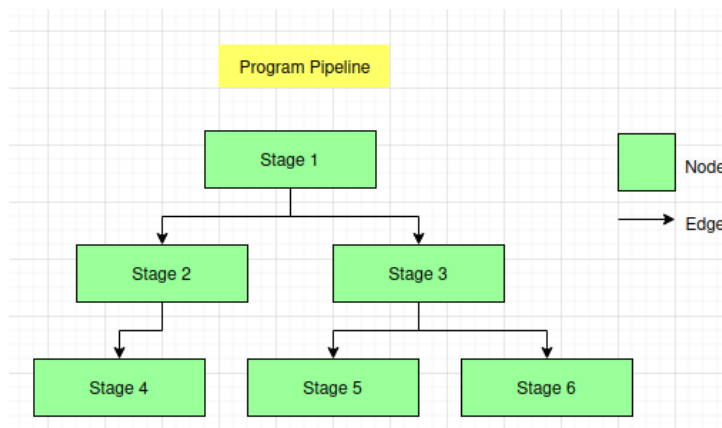 Program Pipeline
Stage 1
Node
Edge
Stage 2
Stage 3
Stage 4
Stage 5
Stage 6